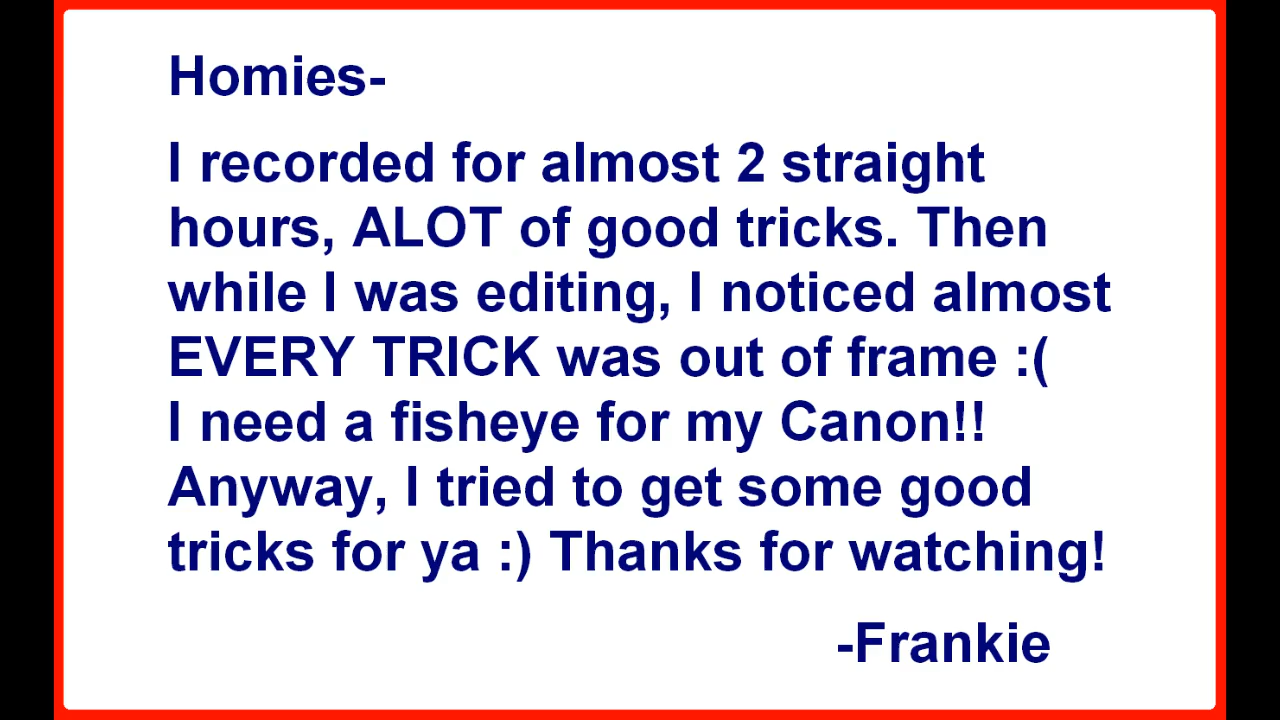 Homies-
I recorded for almost 2 straight
hours, ALOT of good tricks. Then
while I was editing, I noticed almost
EVERY TRICK was out of frame :(
I need a fisheye for my Canon!!
Anyway, I tried to get some good
tricks for ya :) Thanks for watching!
-Frankie